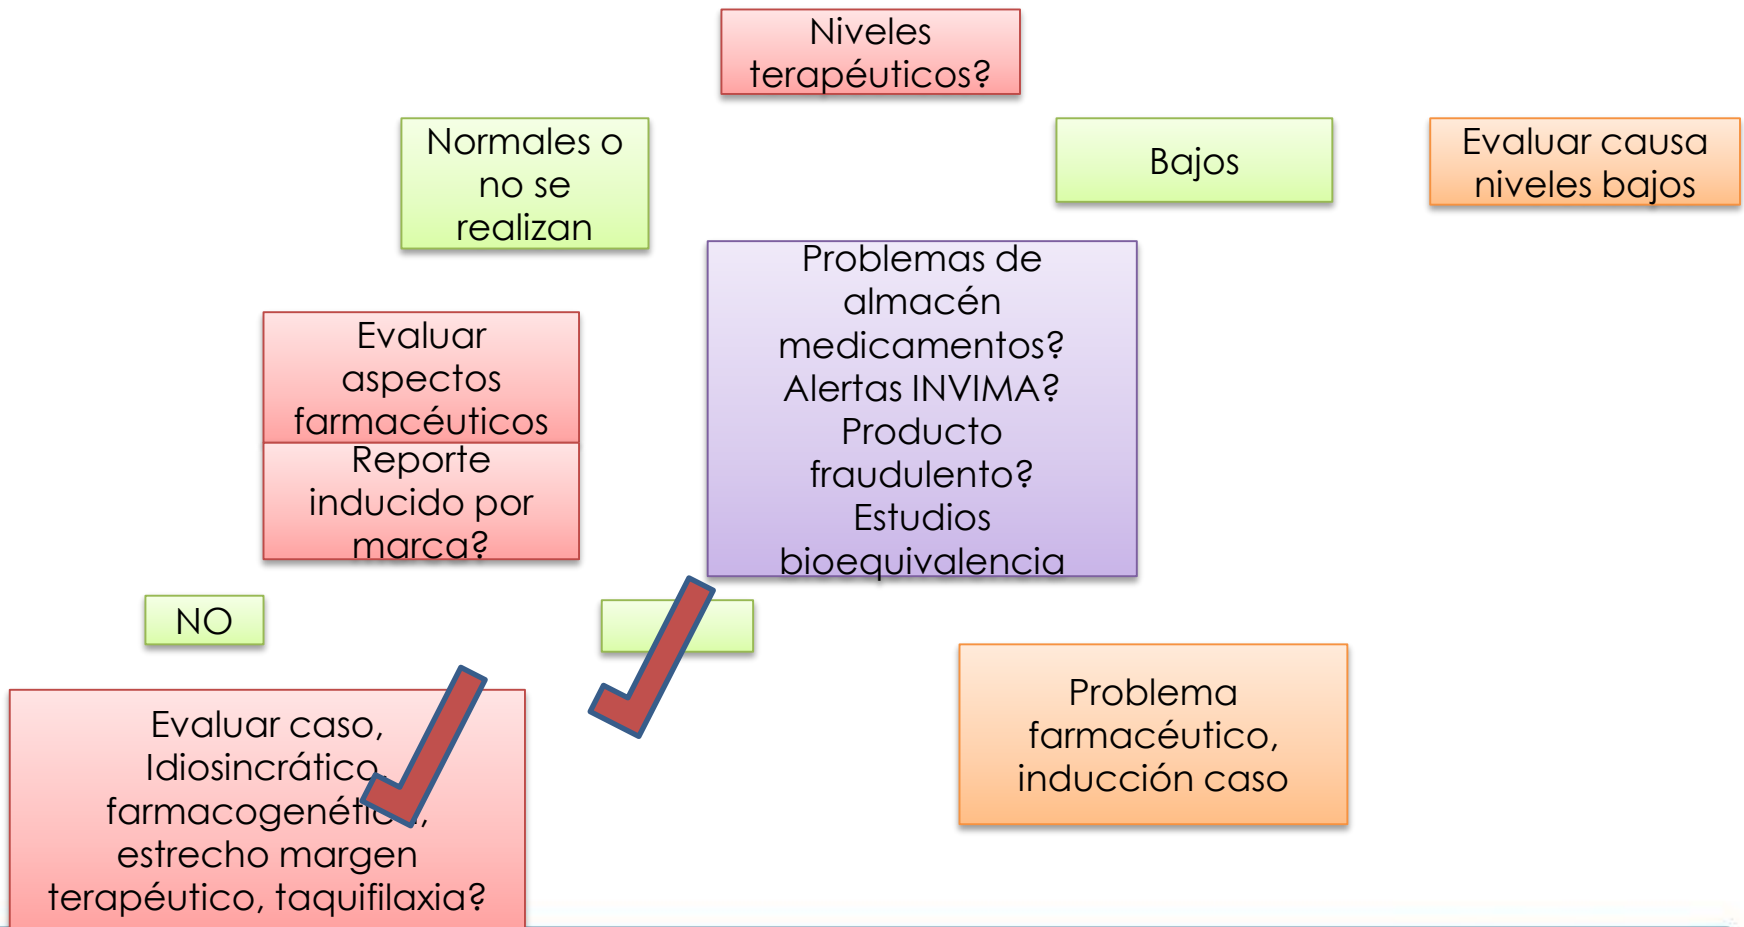 Niveles
terapéuticos?
Normales o
no se
realizan
Bajos
Evaluar causa
niveles bajos
Problemas de
almacén
medicamentos?
Alertas INVIMA?
Producto
fraudulento?
Estudios
bioequivalencia
Evaluar
aspectos
farmacéuticos
Reporte
inducido por
marca?
NO
Evaluar caso,
Idiosincrático,
estrecho margen
terapéutico, taquifilaxia?
Problema
farmacéutico,
inducción caso